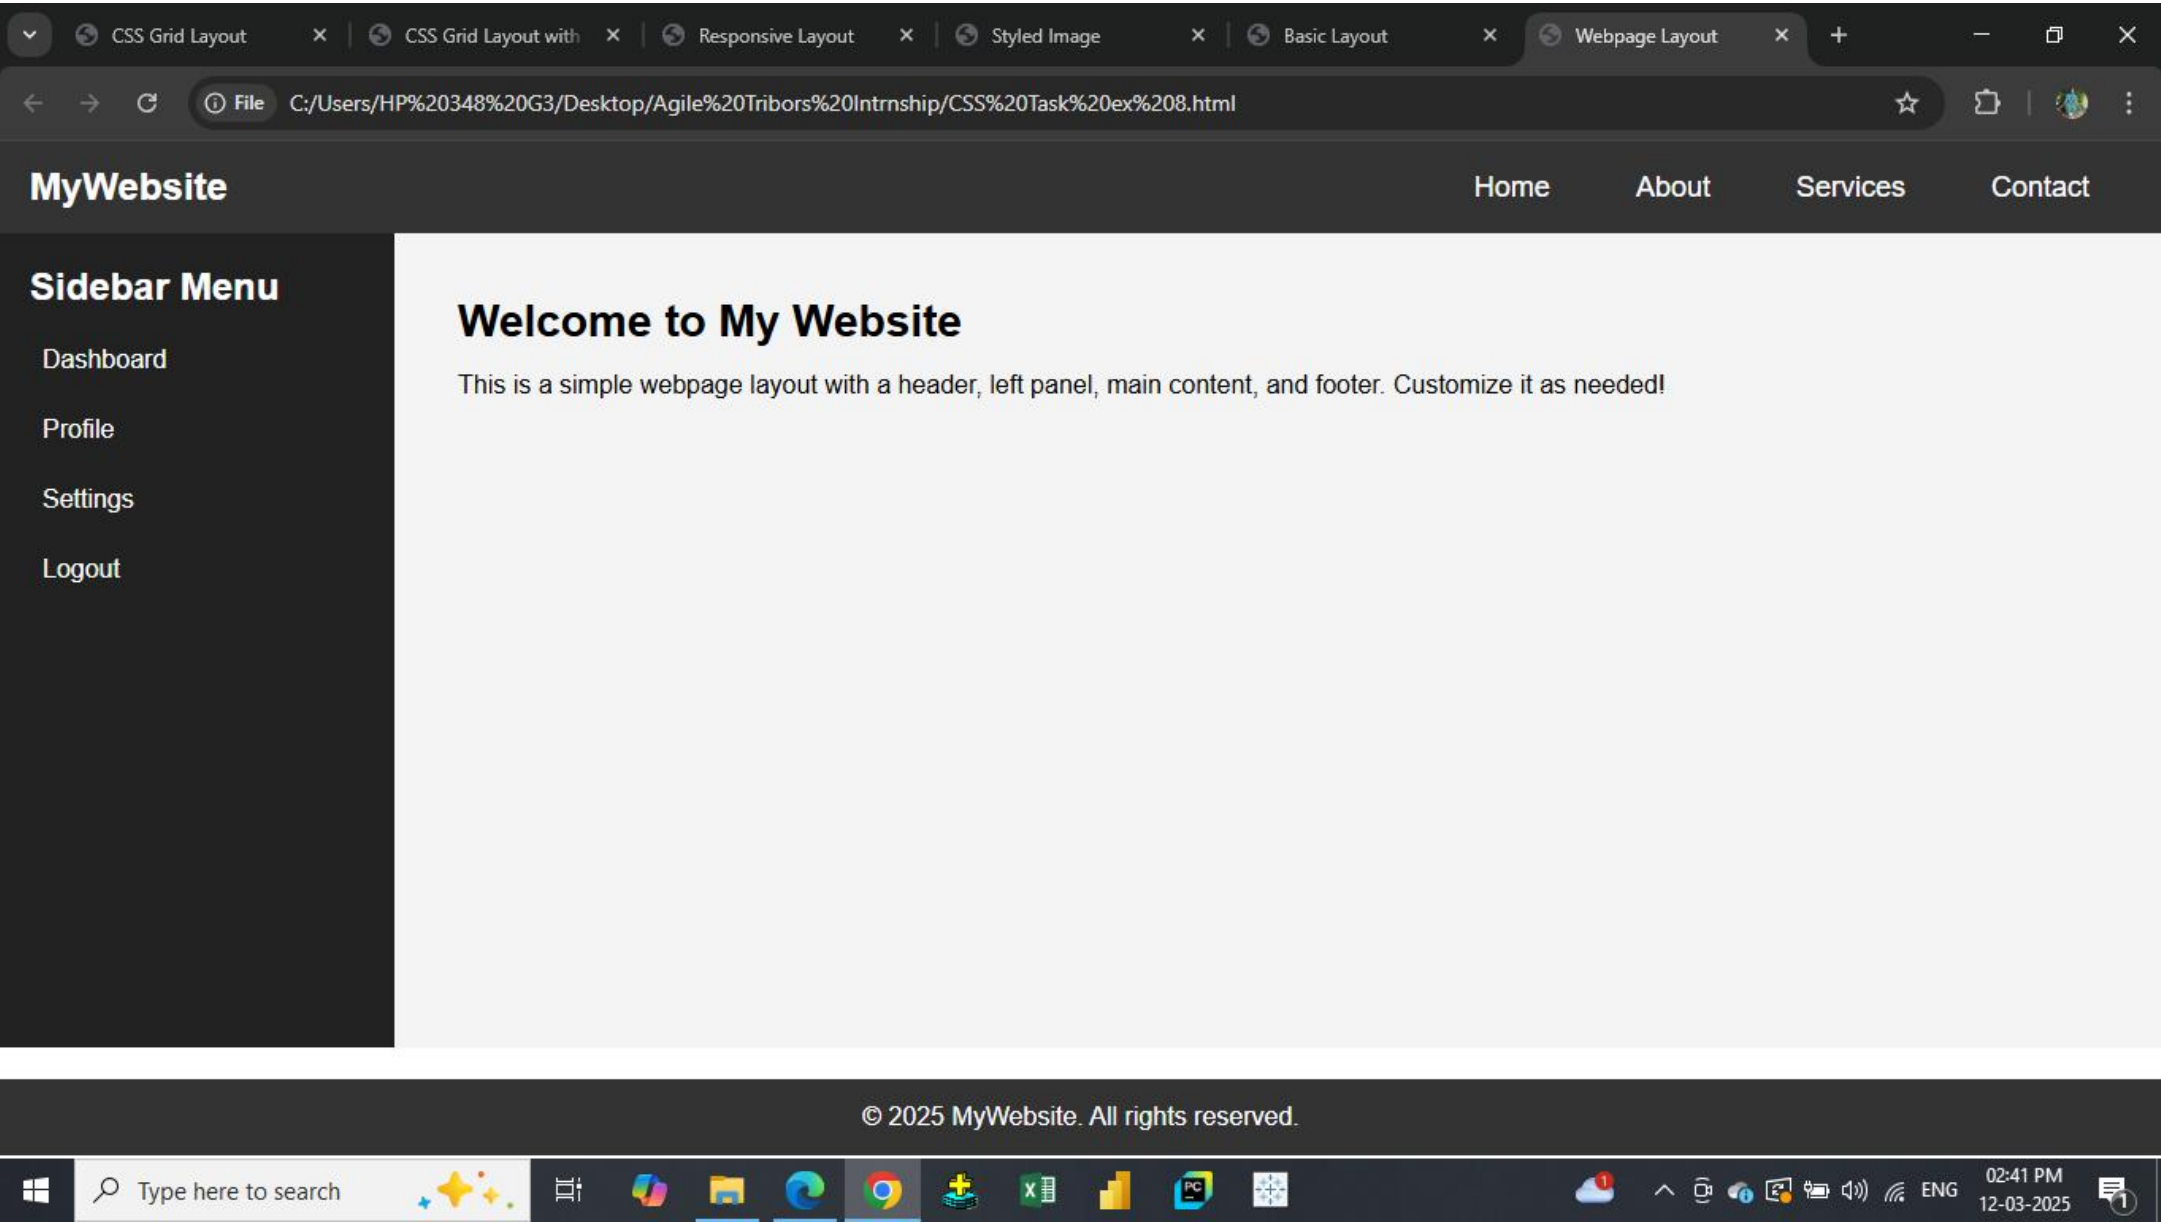 CSS Grid Layout
CSS Grid Layout with
Responsive Layout
Styled Image
Basic Layout
Webpage Layout
File C:/Users/HP%20348%20G3/Desktop/Agile%20Tribors%20Intrnship/CSS%20Task%20ex%208.html
MyWebsite Home About Services Contact
Sidebar Menu
Dashboard
Profile
Settings
Logout
Welcome to My Website
This is a simple webpage layout with a header, left panel, main content, and footer. Customize it as needed!
© 2025 MyWebsite. All rights reserved.
Type here to search
PC
1
ENG
02:41 PM
12-03-2025
1